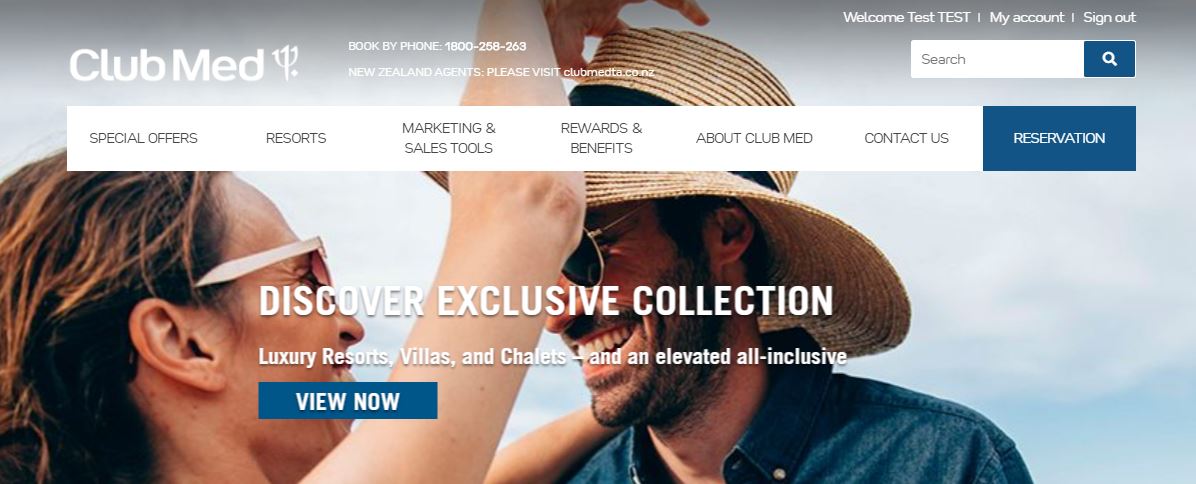 Welcome Test TEST | My account | Sign out
Club Med
BOOK BY PHONE: 1800-258-263
NEW ZEALAND AGENTS: PLEASE VISIT clubmedta.co.nz
Search
SPECIAL OFFERS
RESORTS
MARKETING &
SALES TOOLS
REWARDS &
BENEFITS
ABOUT CLUB MED
CONTACT US
RESERVATION
DISCOVER EXCLUSIVE COLLECTION
Luxury Resorts, Villas, and Chalets – and an elevated all-inclusive
VIEW NOW